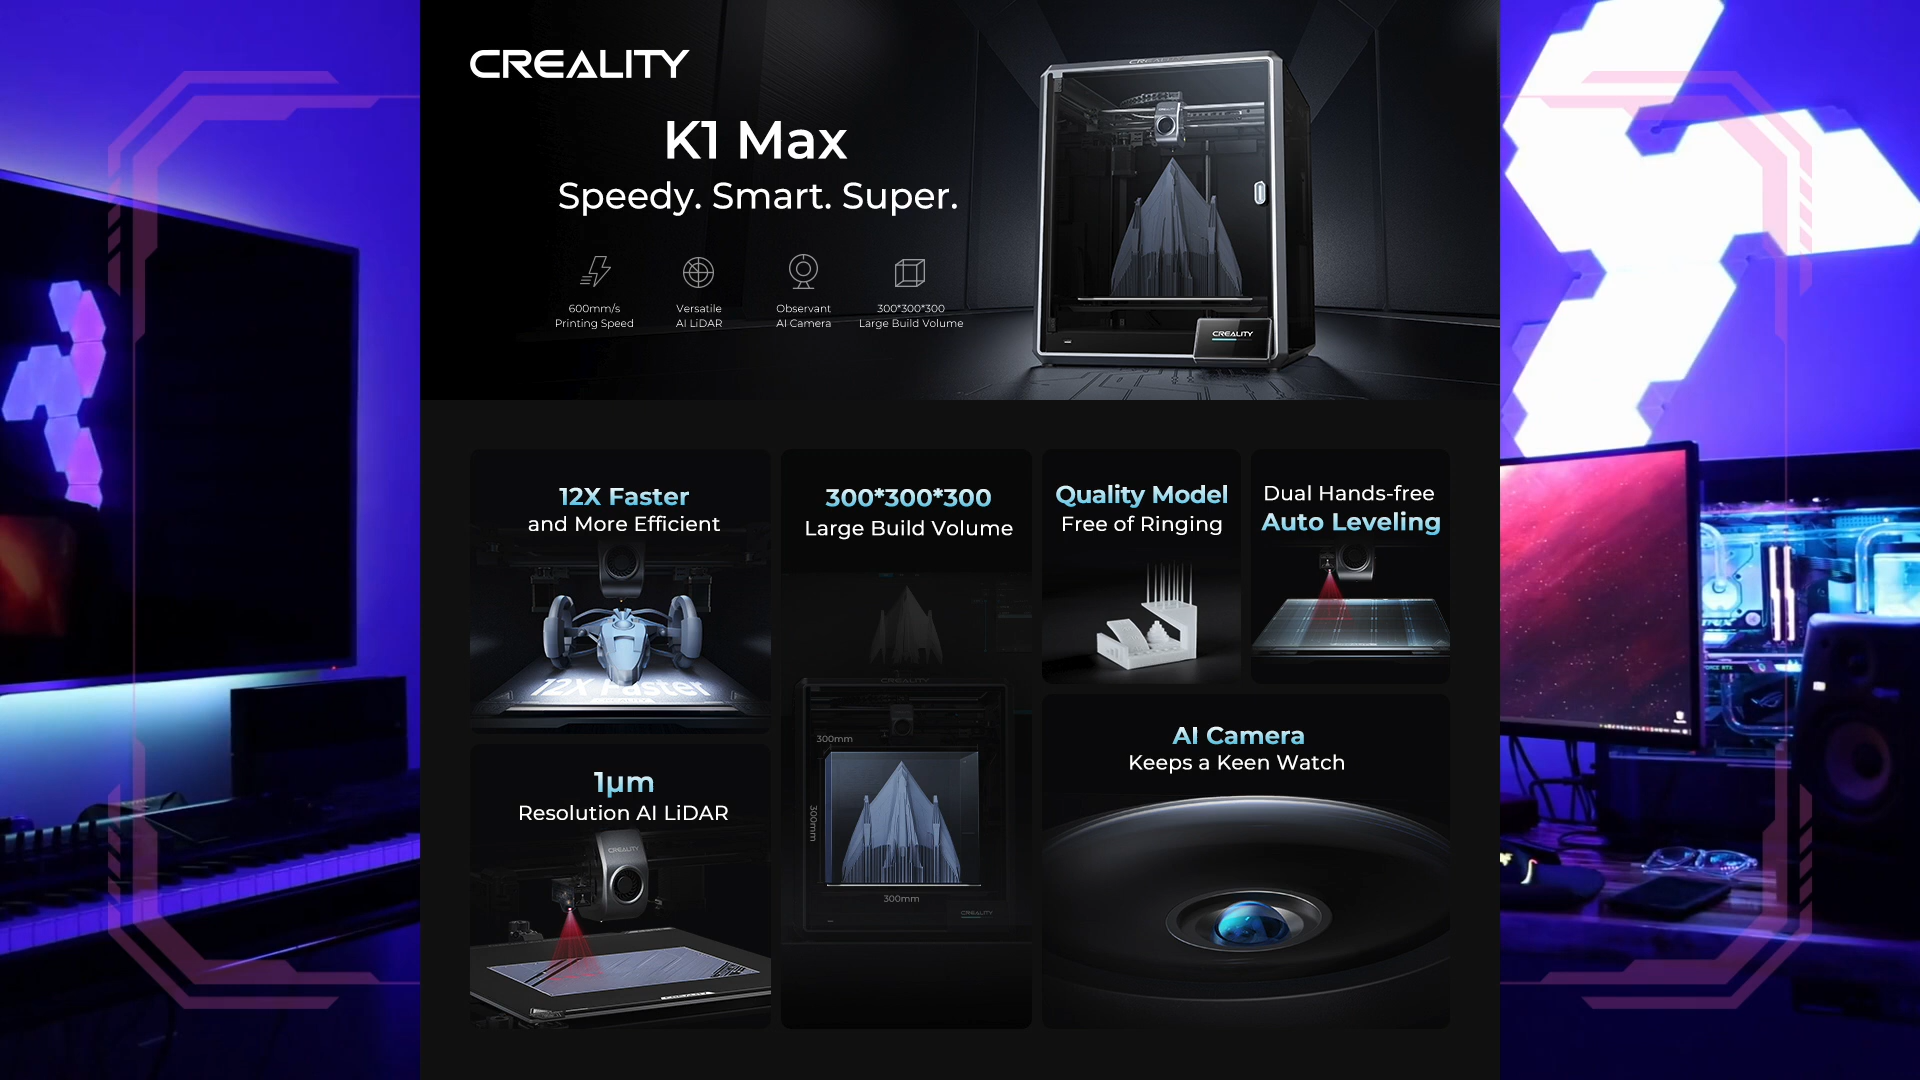 CREALITY
K1 Max
Speedy. Smart. Super.
600mm/s
Printing Speed
Versatile
AI LiDAR
Observant
AI Camera
300*300*300
Large Build Volume
CREALITY
CREALITY
12X Faster
and More Efficient
12X Faster
300*300*300
Large Build Volume
CREALITY
300mm
300mm
300mm
CREALITY
Quality Model
Free of Ringing
Dual Hands-free
Auto Leveling
1μm
Resolution AI LiDAR
CREALITY
AI Camera
Keeps a Keen Watch